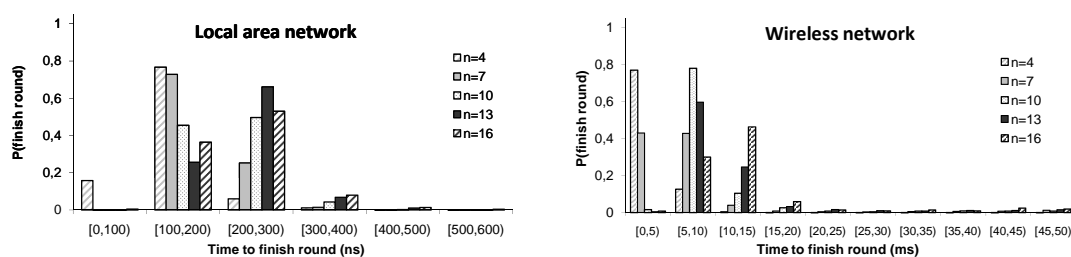 Local area network
P(finish round)
1
0,8
0,6
0,4
0,2
0
n=4
n=7
n=10
n=13
n=16
[0,100) [100,200) [200,300) [300,400) [400,500) [500,600)
Time to finish round (ns)
Wireless network
P(finish round)
1
0,8
0,6
0,4
0,2
0
n=4
n=7
n=10
n=13
n=16
[0,5) [5,10) [10,15) [15,20) [20,25) [25,30) [30,35) [35,40) [40,45) [45,50)
Time to finish round (ms)